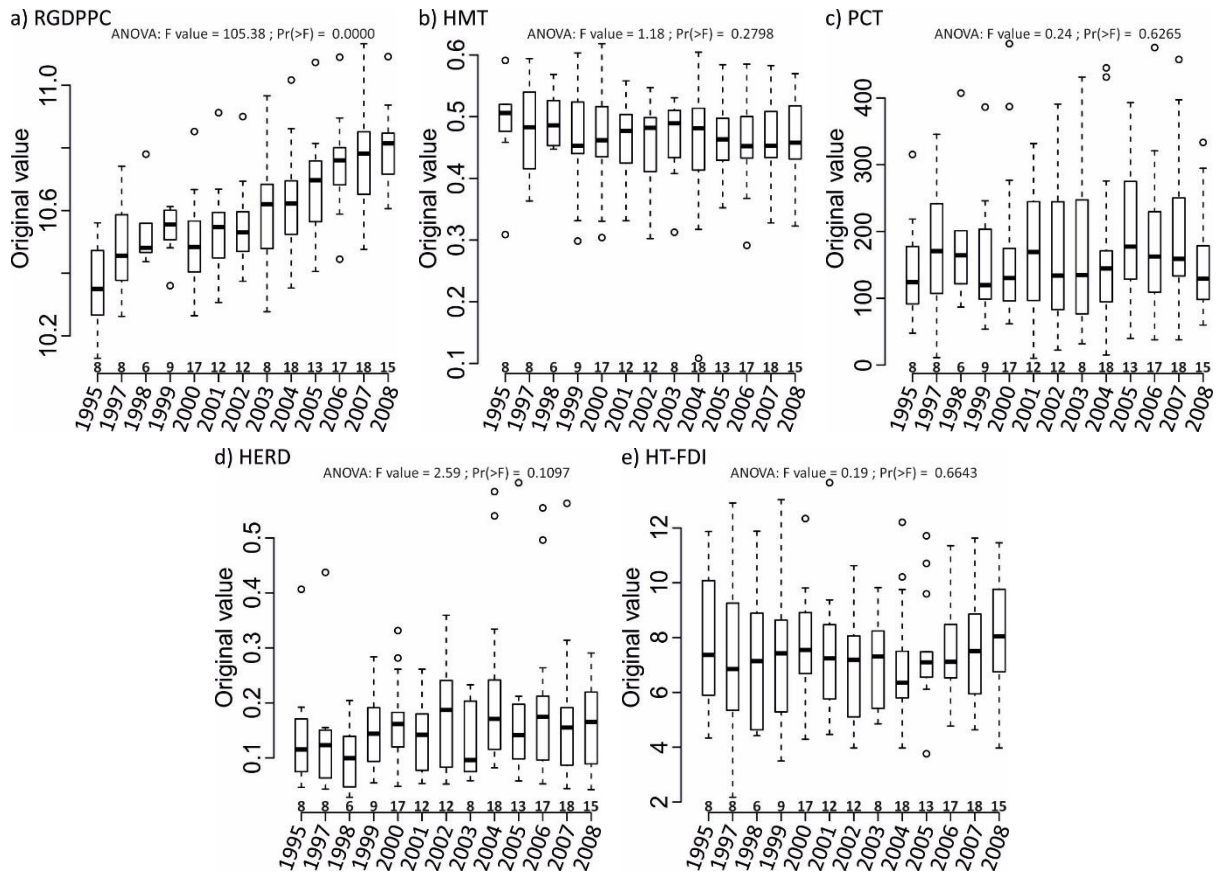 a) RGDPPC
ANOVA: F value = 105.38 ; Pr(>F) = 0.0000
Original value
11.0
10.6
10.2
8 8 6 9 17 12 12 8 18 13 17 18 15
1995 1997 1998 1999 2000 2001 2002 2003 2004 2005 2006 2007 2008
b) HMT
ANOVA: F value = 1.18 ; Pr(>F) = 0.2798
Original value
0.6
0.5
0.4
0.3
0.2
0.1
8 8 6 9 17 12 12 8 18 13 17 18 15
1995 1997 1998 1999 2000 2001 2002 2003 2004 2005 2006 2007 2008
c) PCT
ANOVA: F value = 0.24 ; Pr(>F) = 0.6265
Original value
400
300
200
100
0
8 8 6 9 17 12 12 8 18 13 17 18 15
1995 1997 1998 1999 2000 2001 2002 2003 2004 2005 2006 2007 2008
d) HERD
ANOVA: F value = 2.59 ; Pr(>F) = 0.1097
Original value
0.5
0.4
0.3
0.2
0.1
8 8 6 9 17 12 12 8 18 13 17 18 15
1995 1997 1998 1999 2000 2001 2002 2003 2004 2005 2006 2007 2008
e) HT-FDI
ANOVA: F value = 0.19 ; Pr(>F) = 0.6643
Original value
12
10
8
6
4
2
8 8 6 9 17 12 12 8 18 13 17 18 15
1995 1997 1998 1999 2000 2001 2002 2003 2004 2005 2006 2007 2008